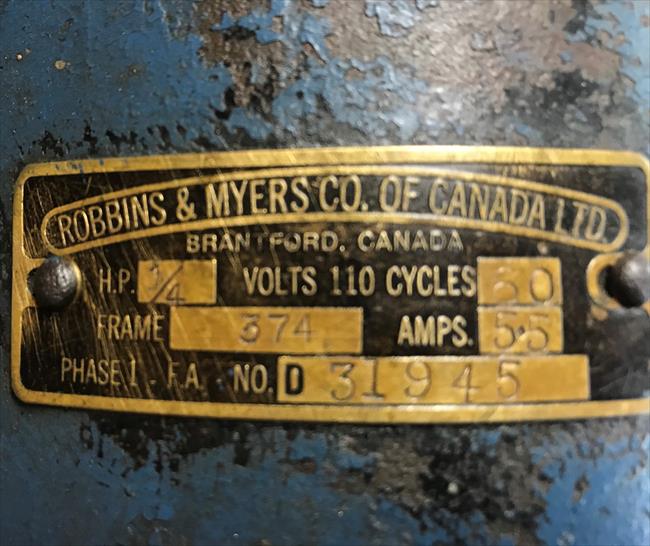 ROBBINS & MYERS CO. OF CANADA LTD.
BRANTFORD, CANADA
H.P. 1/4 VOLTS 110 CYCLES 60
FRAME 374 AMPS. 5.5
PHASE 1 . F.A. NO. D 31945